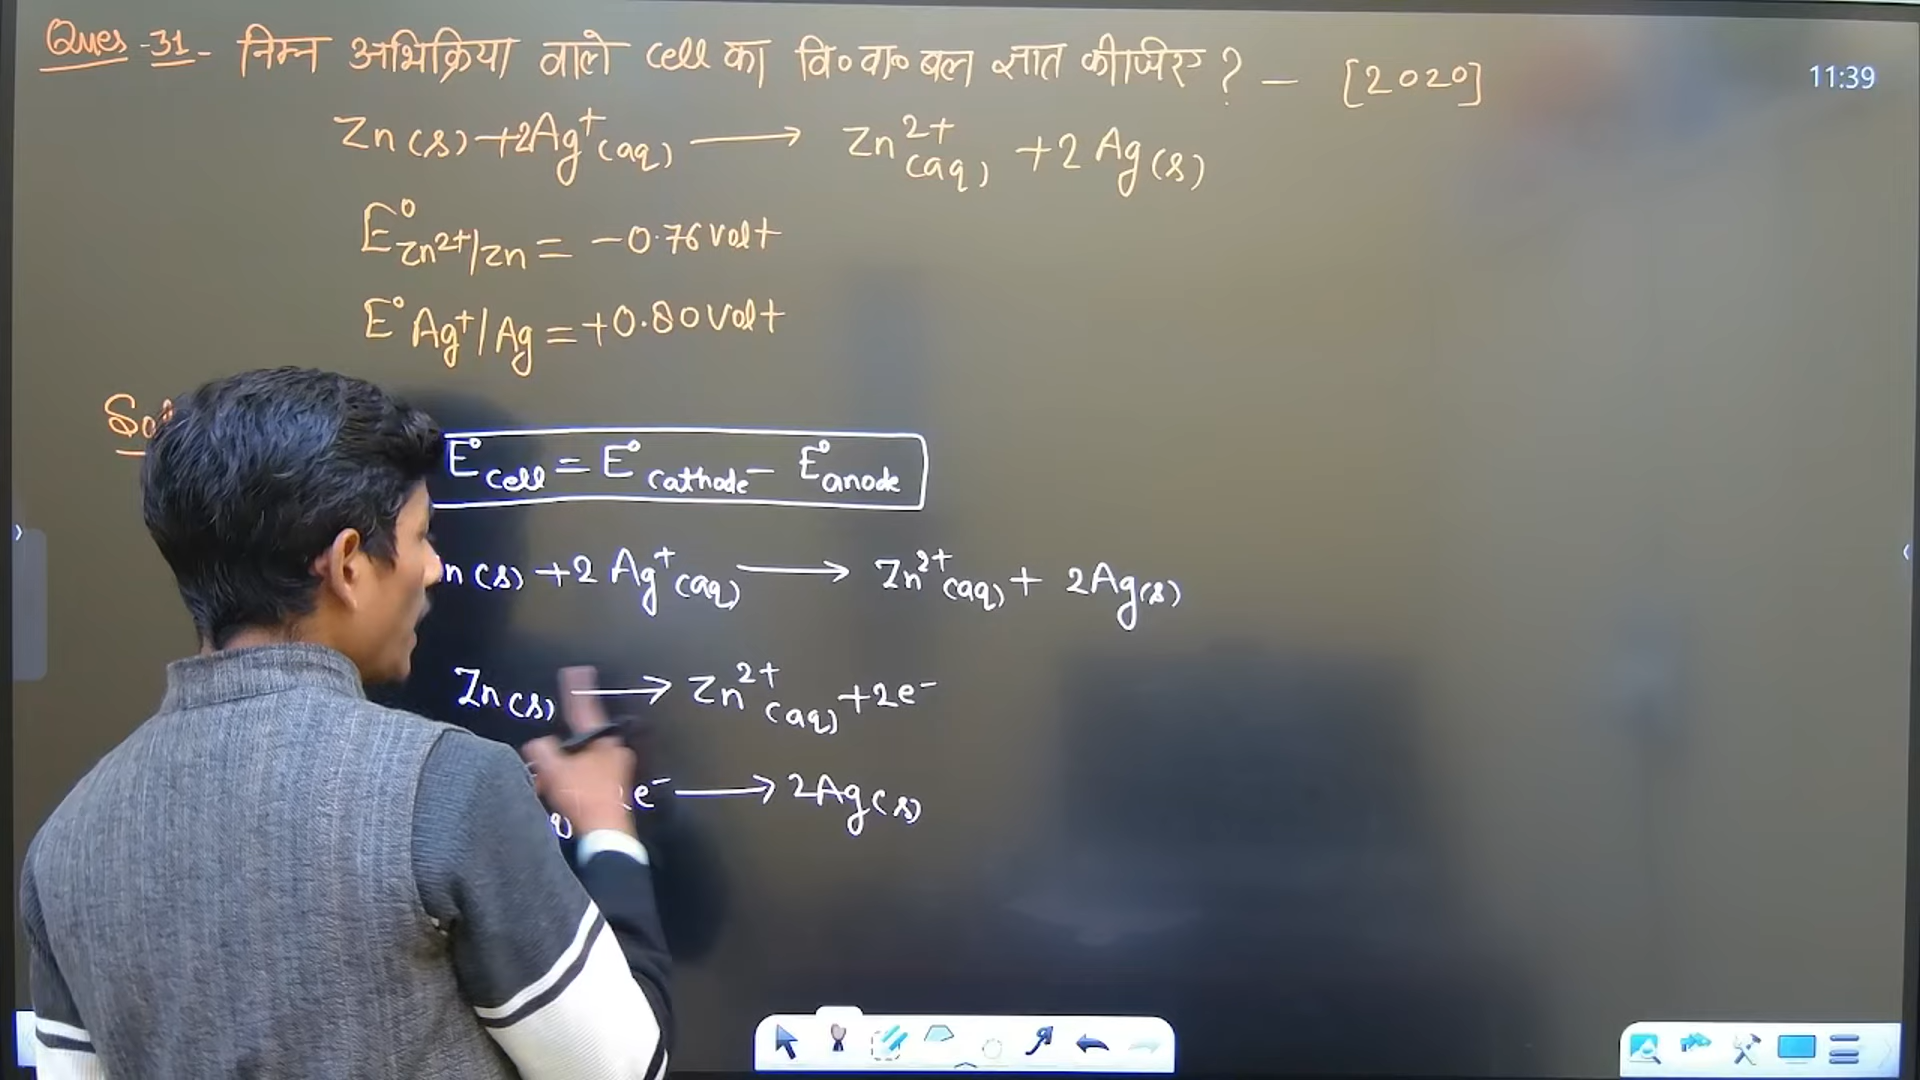 Ques-31- निम्न अभिक्रिया वाले cell का वि०वा० बल ज्ञात कीजिए? - [2020]
11:39
Zn(s)+2Ag⁺(aq) ⟶ Zn²⁺(aq) + 2Ag(s)
E°Zn²⁺/Zn = -0.76 volt
E°Ag⁺/Ag = +0.80 volt
E°cell = E°cathode - E°anode
n(s) + 2Ag⁺(aq) ⟶ Zn²⁺(aq) + 2Ag(s)
Zn(s) ⟶ Zn²⁺(aq) + 2e⁻
e⁻ ⟶ 2Ag(s)